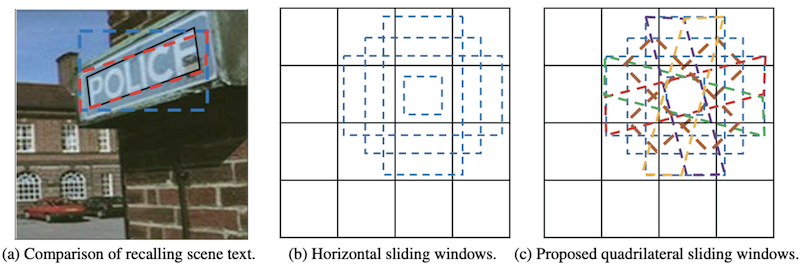 POLICE
(a) Comparison of recalling scene text.
(b) Horizontal sliding windows.
(c) Proposed quadrilateral sliding windows.